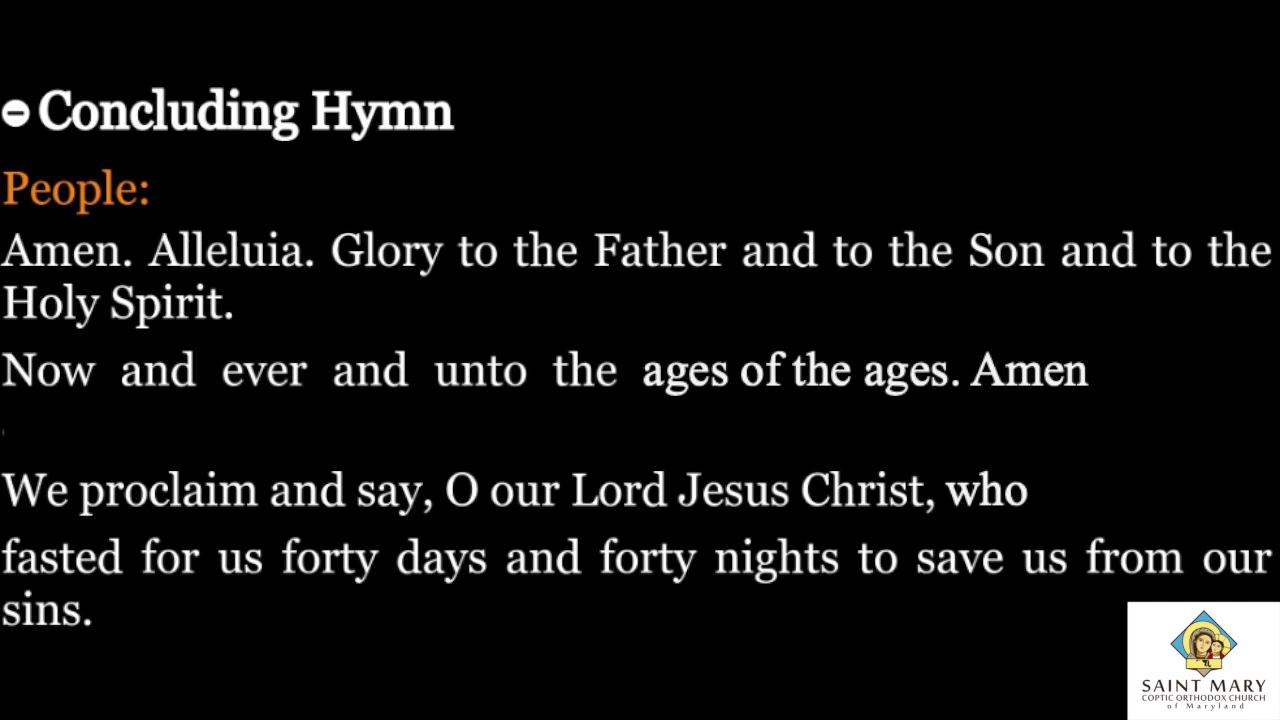 Concluding Hymn
People:
Amen. Alleluia. Glory to the Father and to the Son and to the
Holy Spirit.
Now and ever and unto the ages of the ages. Amen
We proclaim and say, O our Lord Jesus Christ, who
fasted for us forty days and forty nights to save us from our
sins.
SAINT MARY
COPTIC ORTHODOX CHURCH
of Maryland